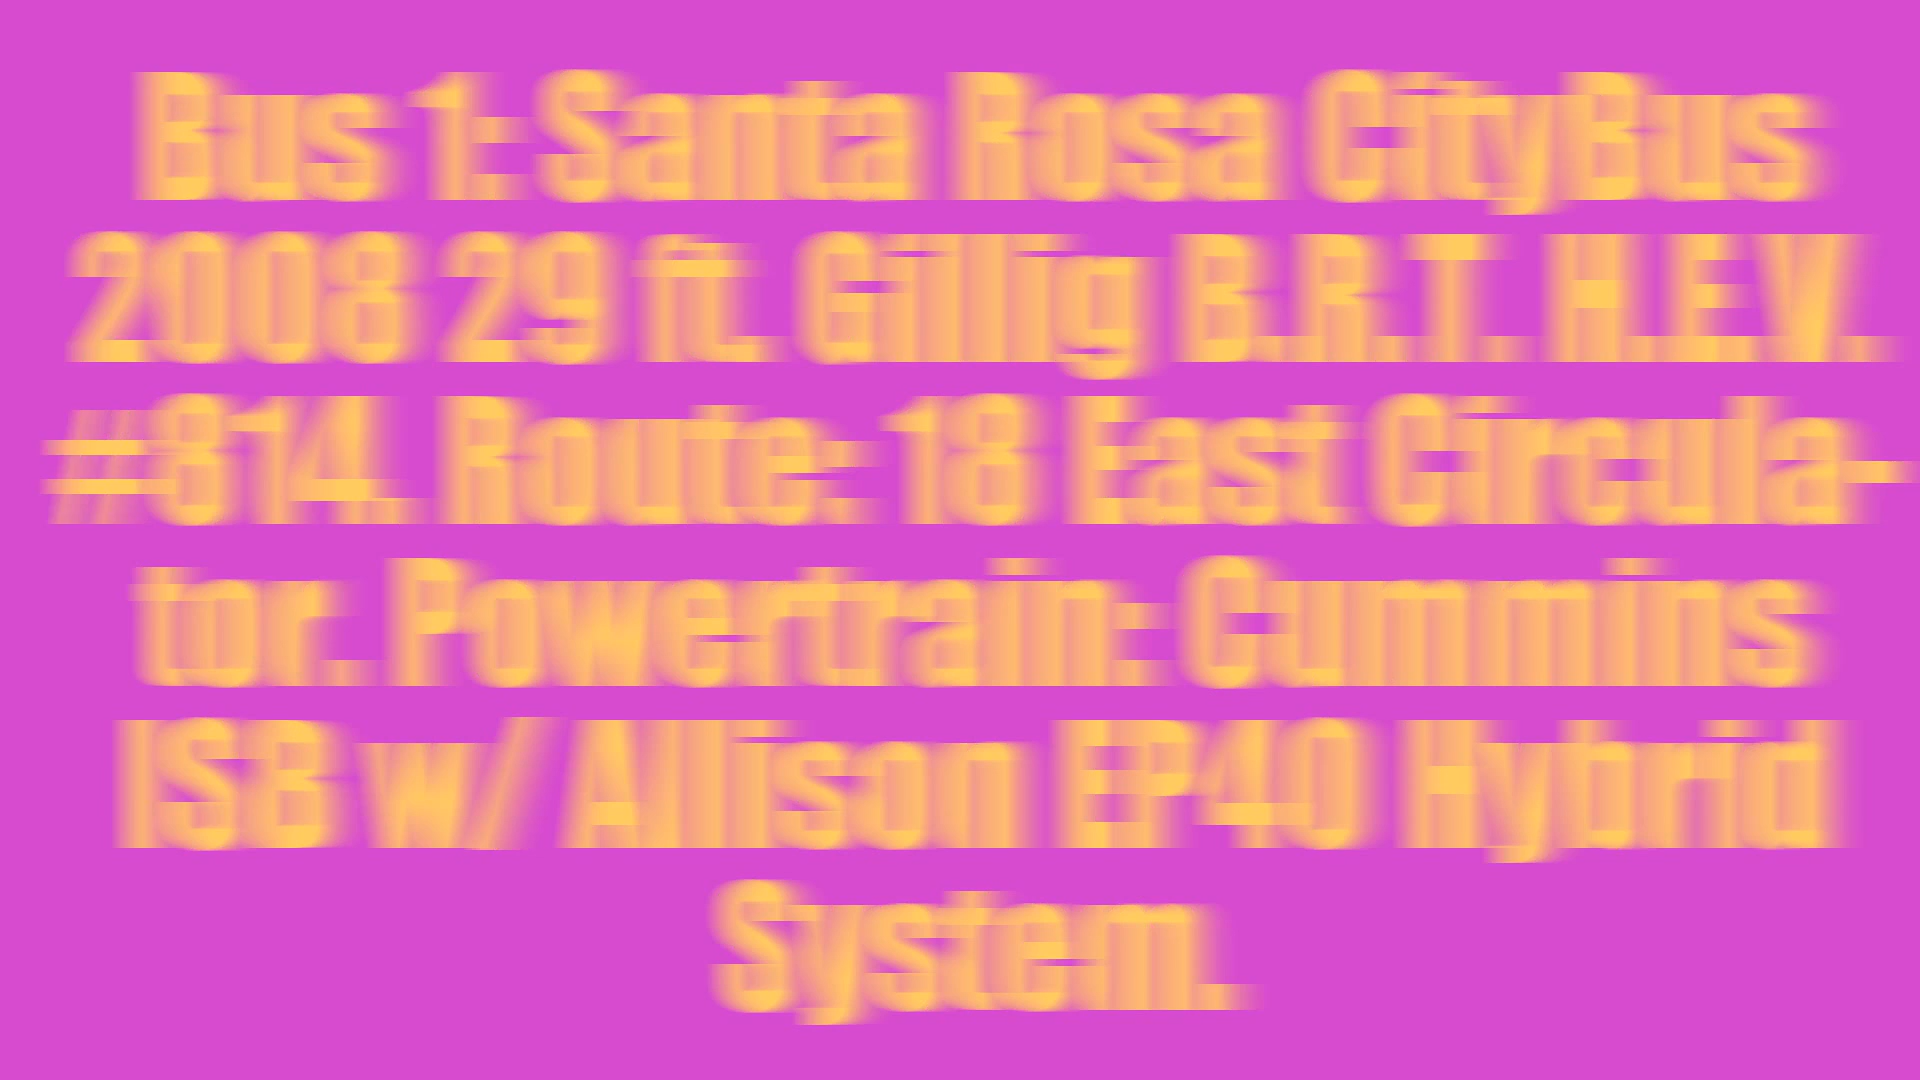 Bus 1: Santa Rosa CityBus
2008 29 ft. Gillig B.R.T. H.E.V.
#814. Route: 18 East Circula-
tor. Powertrain: Cummins
ISB w/ Allison EP40 Hybrid
System.